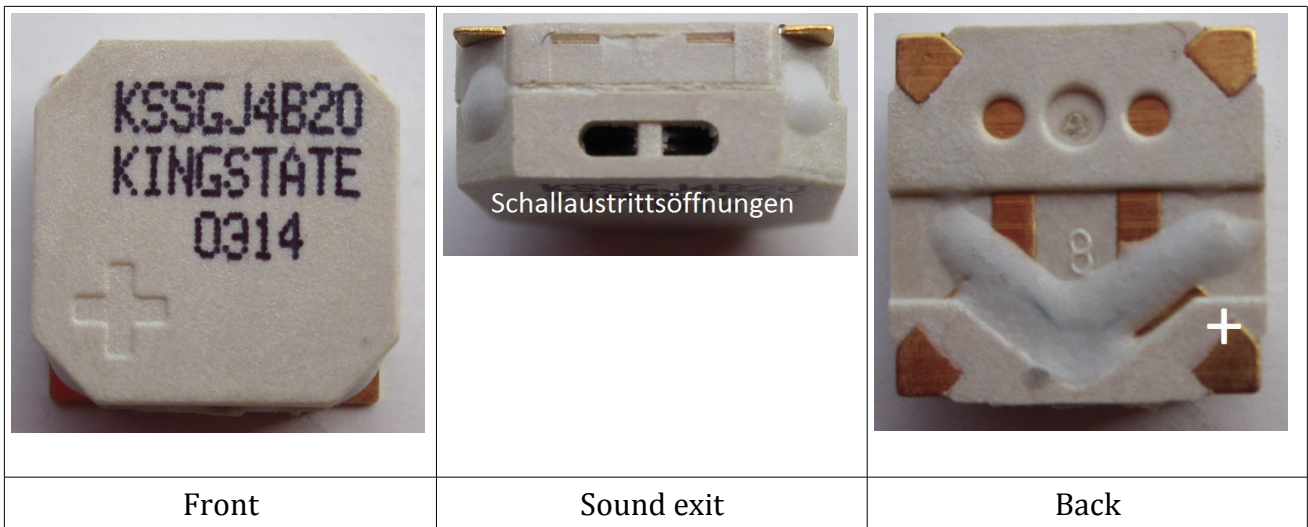 KSSGJ4B20
KINGSTATE
0314
Schallaustrittsöffnungen
8
+
Front
Sound exit
Back